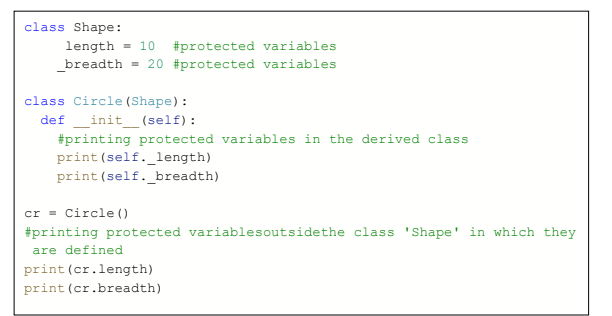 class Shape:
     length = 10  #protected variables
    _breadth = 20 #protected variables

class Circle(Shape):
  def __init__(self):
    #printing protected variables in the derived class
    print(self._length)
    print(self._breadth)

cr = Circle()
#printing protected variablesoutsidethe class 'Shape' in which they
 are defined
print(cr.length)
print(cr.breadth)